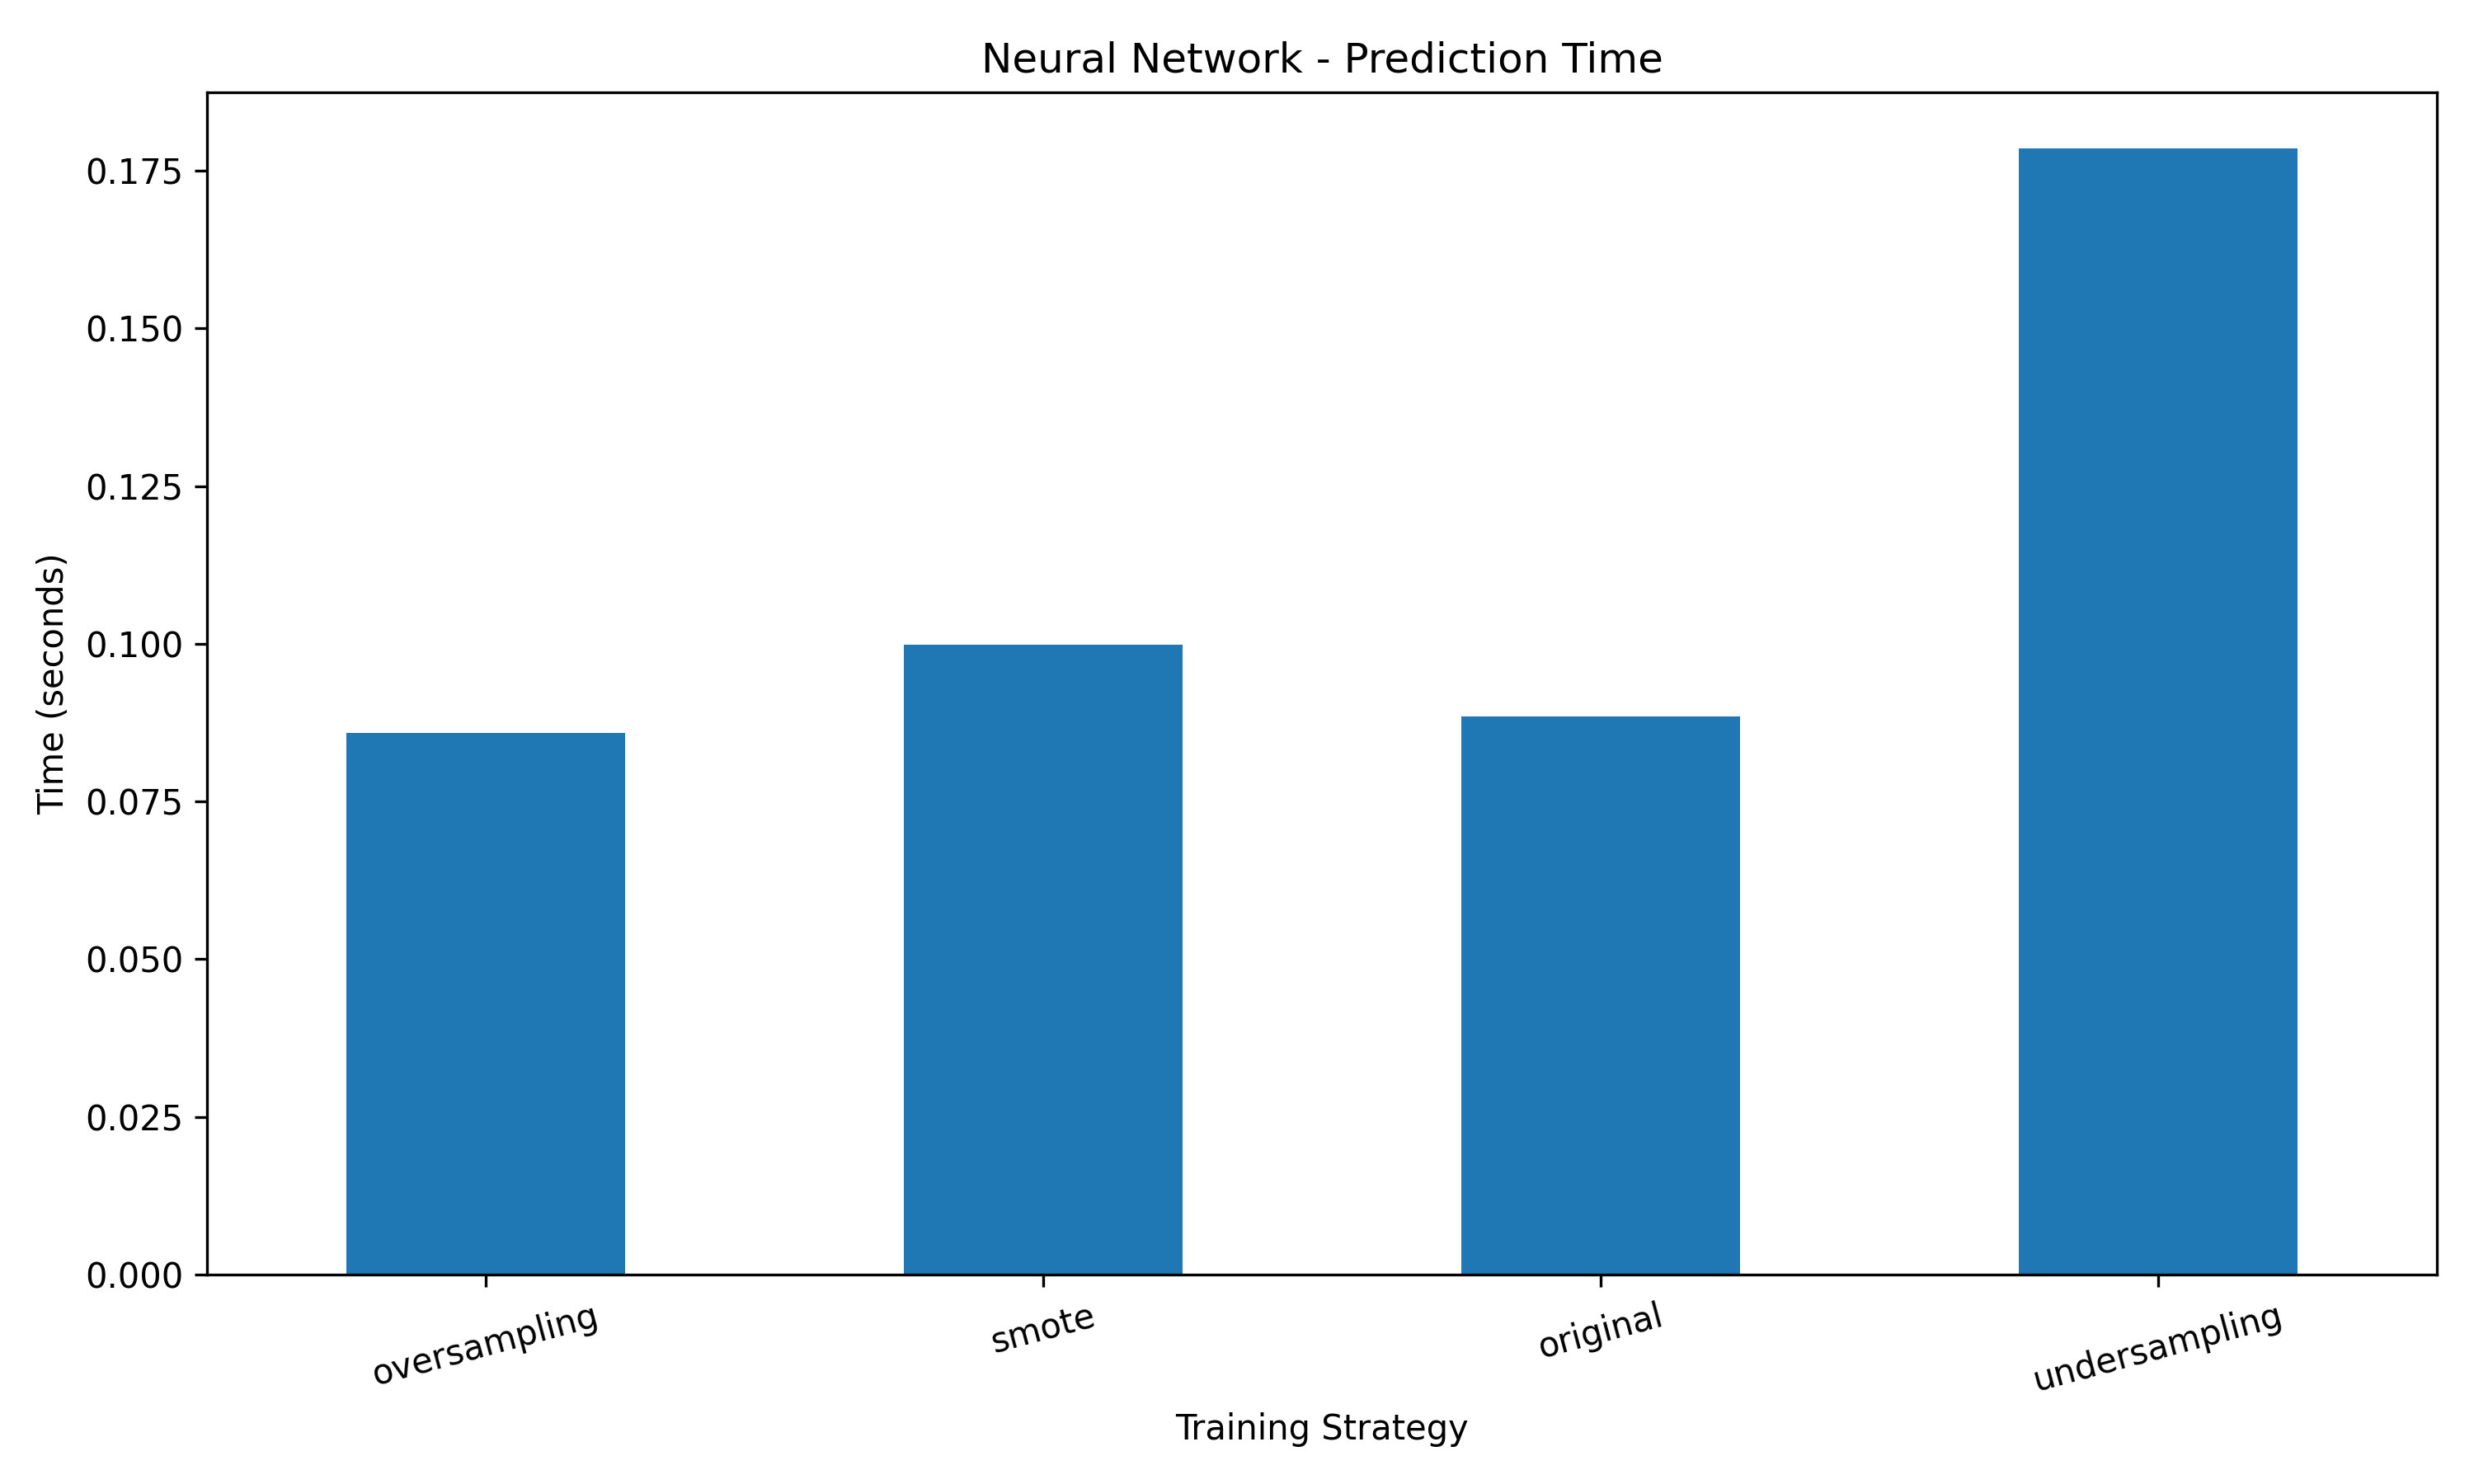 Neural Network - Prediction Time
Time (seconds)
0.175
0.150
0.125
0.100
0.075
0.050
0.025
0.000
oversampling
smote
original
undersampling
Training Strategy